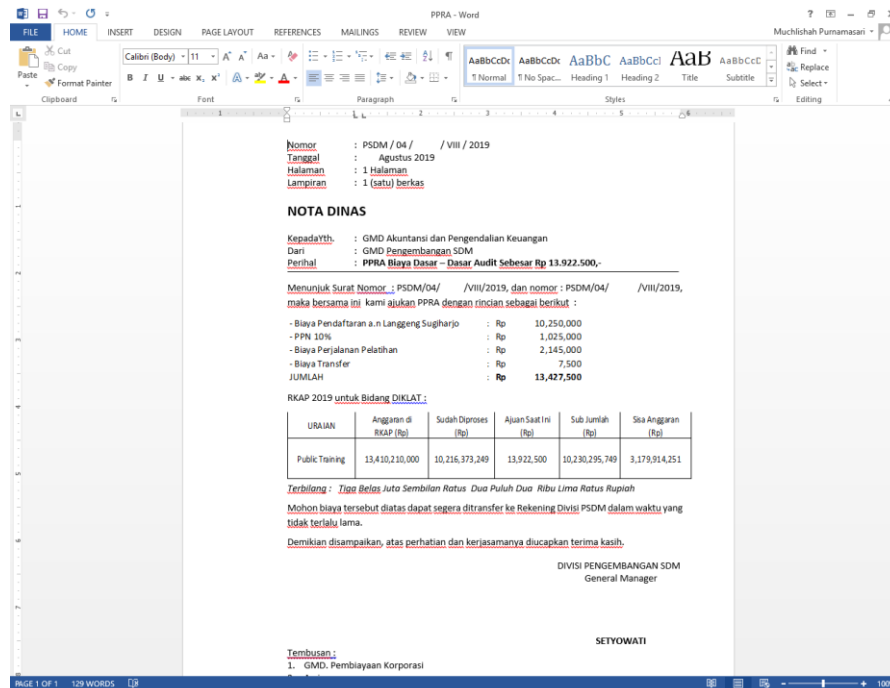 PPRA - Word
FILE HOME INSERT DESIGN PAGE LAYOUT REFERENCES MAILINGS REVIEW VIEW
Muchlishah Purnamasari
Cut
Copy
Format Painter
Paste
Calibri (Body) 11
Find
Replace
Select
AaBbCcDc AaBbCcDc AaBbC AaBbCcl AaB AaBbCcC
¶ Normal ¶ No Spac... Heading 1 Heading 2 Title Subtitle
Clipboard Font Paragraph Styles Editing
Nomor : PSDM / 04 / / VIII / 2019
Tanggal : Agustus 2019
Halaman : 1 Halaman
Lampiran : 1 (satu) berkas
NOTA DINAS
KepadaYth. : GMD Akuntansi dan Pengendalian Keuangan
Dari : GMD Pengembangan SDM
Perihal : PPRA Biaya Dasar – Dasar Audit Sebesar Rp 13.922.500,-
Menunjuk Surat Nomor : PSDM/04/ /VIII/2019, dan nomor : PSDM/04/ /VIII/2019,
maka bersama ini kami ajukan PPRA dengan rincian sebagai berikut :
- Biaya Pendaftaran a.n Langgeng Sugiharjo : Rp 10,250,000
- PPN 10% : Rp 1,025,000
- Biaya Perjalanan Pelatihan : Rp 2,145,000
- Biaya Transfer : Rp 7,500
JUMLAH : Rp 13,427,500
RKAP 2019 untuk Bidang DIKLAT :
URAIAN Anggaran di RKAP (Rp) Sudah Diproses (Rp) Ajuan Saat Ini (Rp) Sub Jumlah (Rp) Sisa Anggaran (Rp)
Public Training 13,410,210,000 10,216,373,249 13,922,500 10,230,295,749 3,179,914,251
Terbilang : Tiga Belas Juta Sembilan Ratus Dua Puluh Dua Ribu Lima Ratus Rupiah
Mohon biaya tersebut diatas dapat segera ditransfer ke Rekening Divisi PSDM dalam waktu yang
tidak terlalu lama.
Demikian disampaikan, atas perhatian dan kerjasamanya diucapkan terima kasih.
DIVISI PENGEMBANGAN SDM
General Manager
SETYOWATI
Tembusan :
1. GMD. Pembiayaan Korporasi
PAGE 1 OF 1 129 WORDS